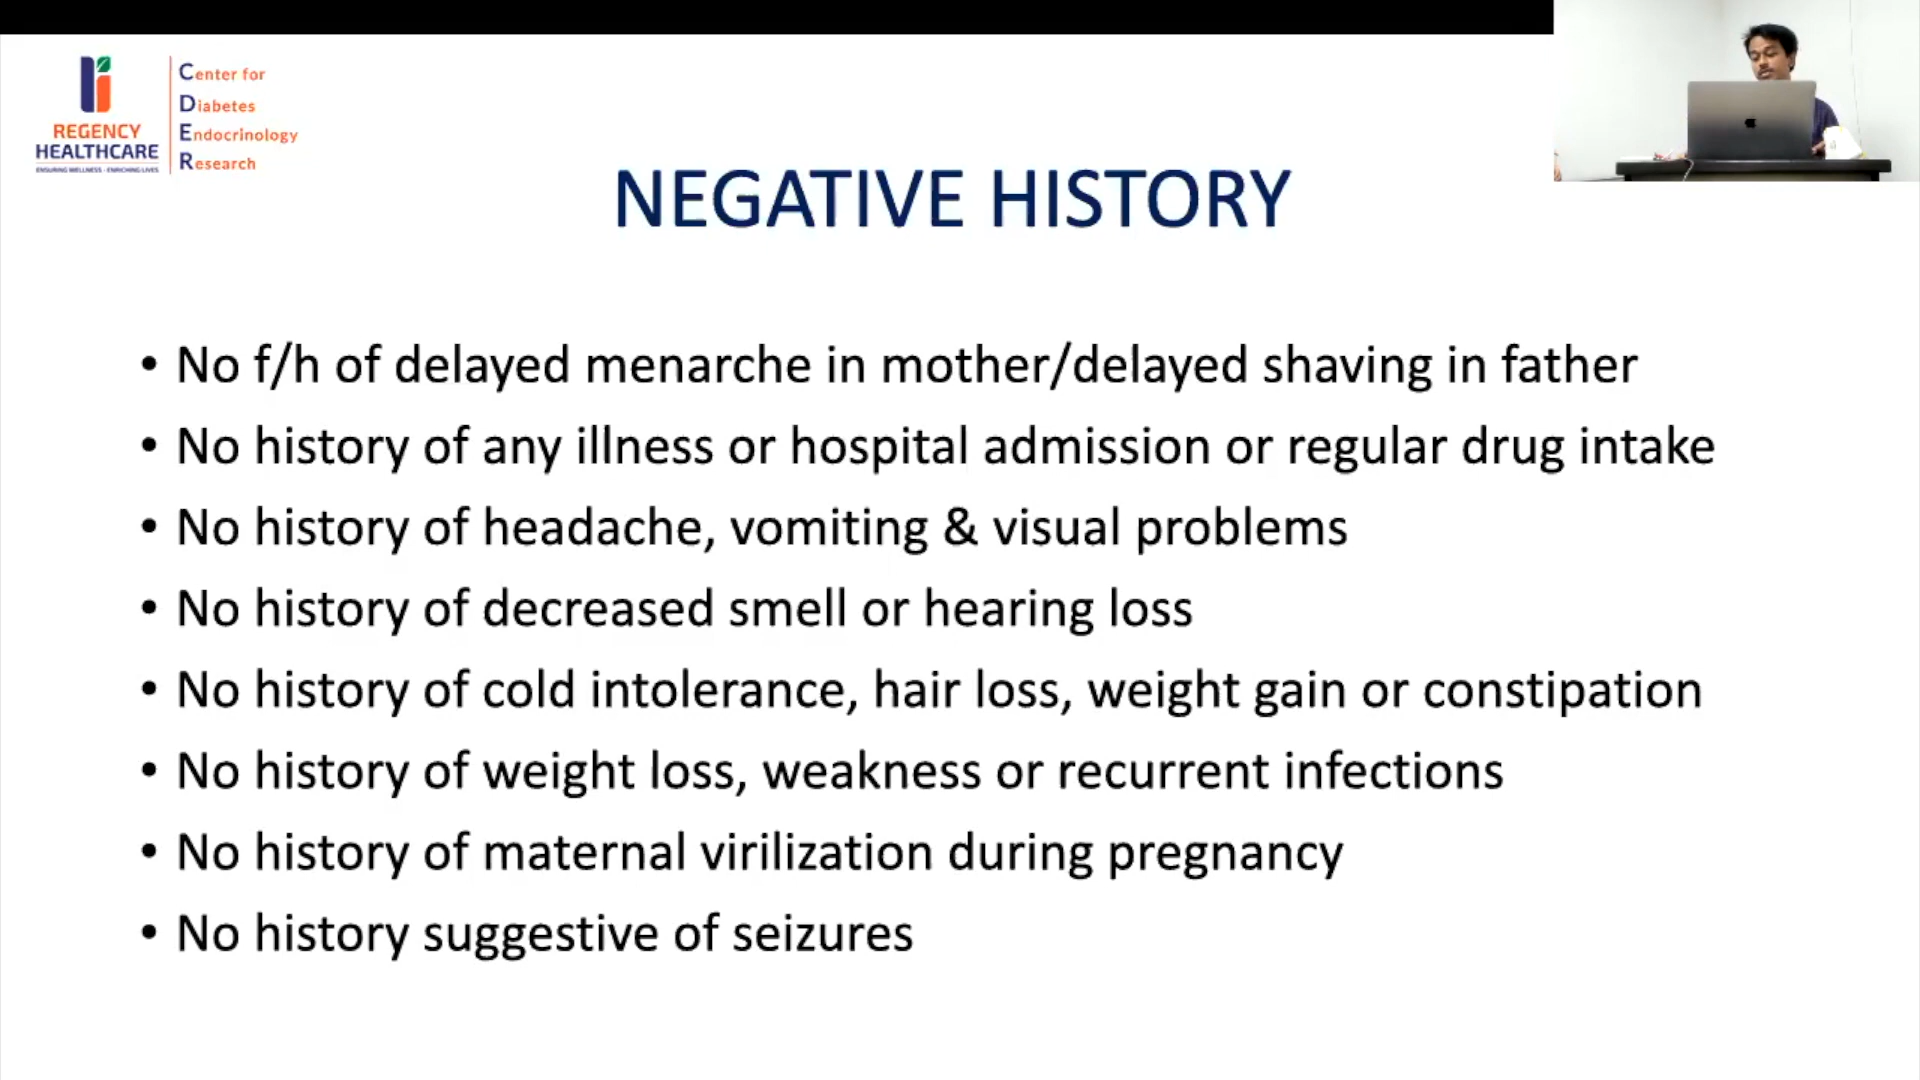 REGENCY
HEALTHCARE
ENSURING WELLNESS - ENRICHING LIVES
Center for
Diabetes
Endocrinology
Research
NEGATIVE HISTORY
• No f/h of delayed menarche in mother/delayed shaving in father
• No history of any illness or hospital admission or regular drug intake
• No history of headache, vomiting & visual problems
• No history of decreased smell or hearing loss
• No history of cold intolerance, hair loss, weight gain or constipation
• No history of weight loss, weakness or recurrent infections
• No history of maternal virilization during pregnancy
• No history suggestive of seizures